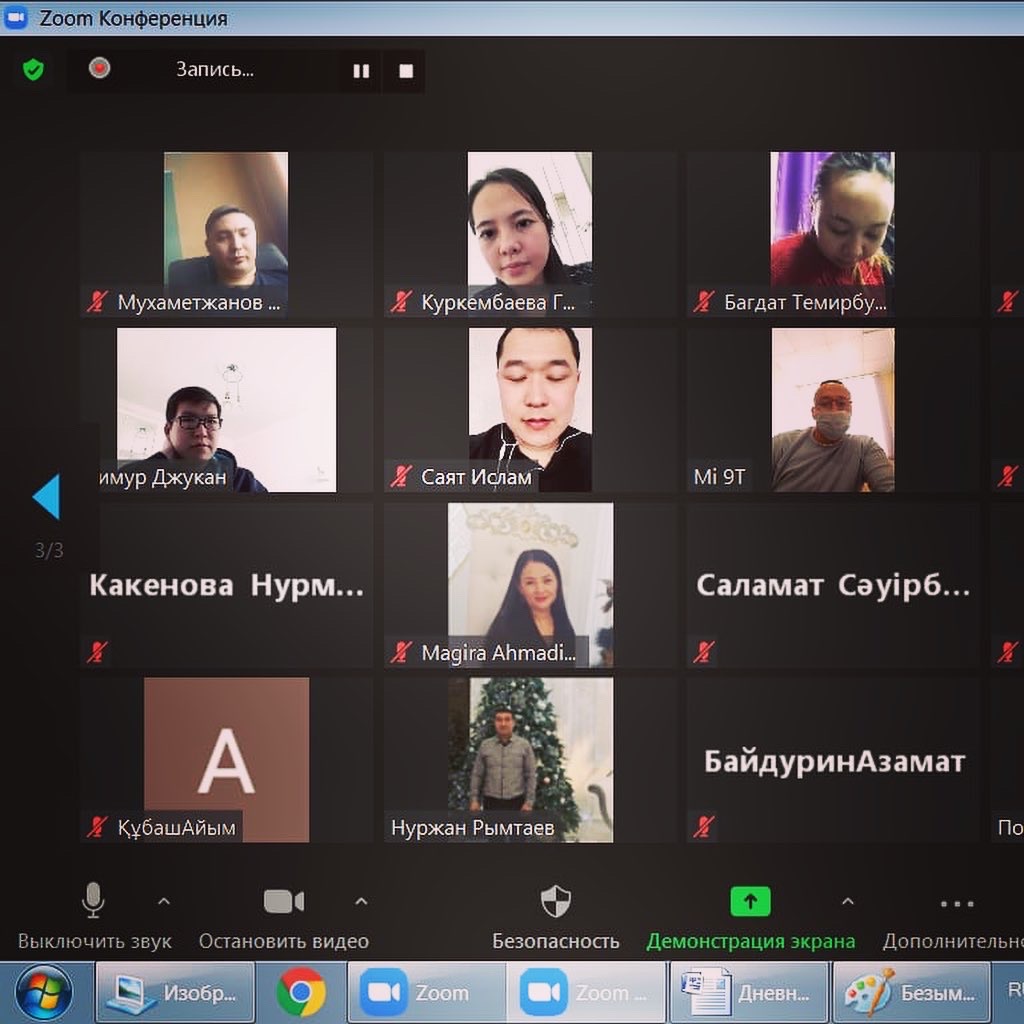 Zoom Конференция
Запись...
Мухаметжанов ...
Куркембаева Г...
Багдат Темирбу...
имур Джукан
Саят Ислам
Mi 9T
3/3
Какенова Нурм...
Magira Ahmadi...
Саламат Сәуірб...
А
ҚұбашАйым
Нуржан Рымтаев
БайдуринАзамат
По
Выключить звук
Остановить видео
Безопасность
Демонстрация экрана
Дополнительно
Изобр...
Zoom
Zoom ...
Дневн...
Безым...
RU